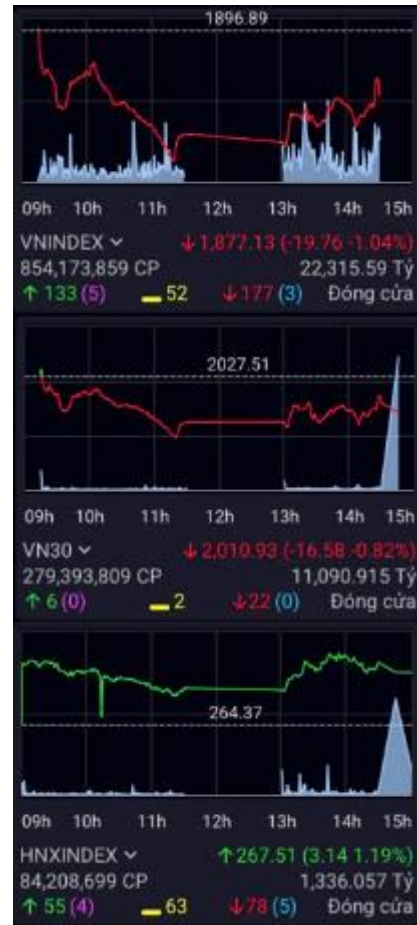 1896.89
09h 10h 11h 12h 13h 14h 15h
VNINDEX ↓1,877.13 (-19.76 -1.04%)
854,173,859 CP 22,315.59 Tỷ
↑ 133 (5) 52 ↓177 (3) Đóng cửa
2027.51
09h 10h 11h 12h 13h 14h 15h
VN30 ↓2,010.93 (-16.58 -0.82%)
279,393,809 CP 11,090.915 Tỷ
↑ 6 (0) 2 ↓22 (0) Đóng cửa
264.37
09h 10h 11h 12h 13h 14h 15h
HNXINDEX ↑267.51 (3.14 1.19%)
84,208,699 CP 1,336.057 Tỷ
↑ 55 (4) 63 ↓78 (5) Đóng cửa